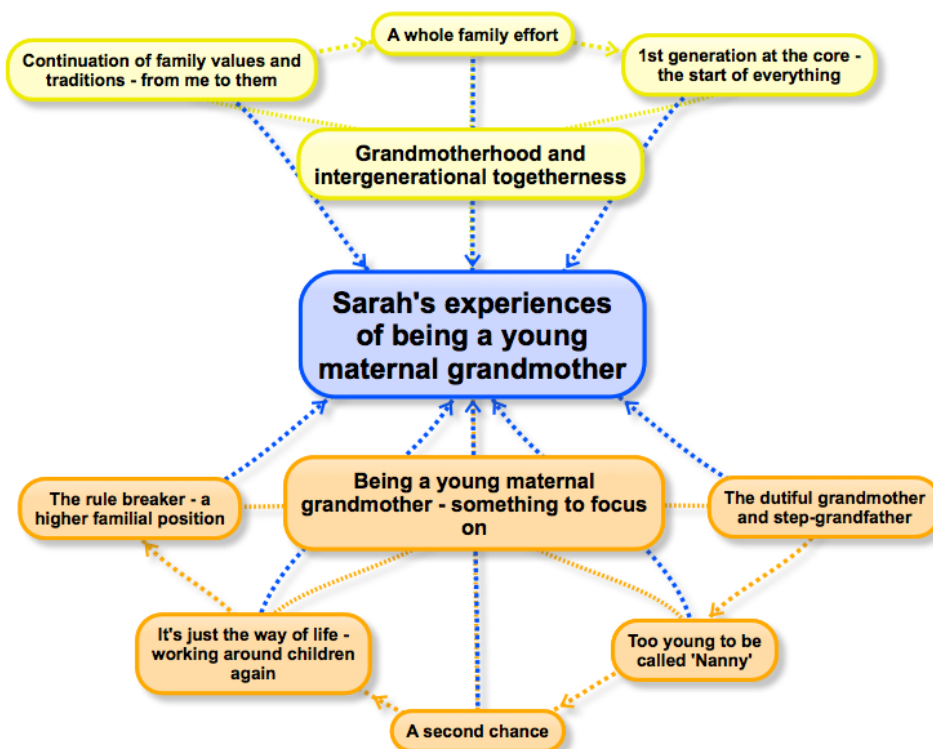 A whole family effort
Continuation of family values and
traditions - from me to them
1st generation at the core -
the start of everything
Grandmotherhood and
intergenerational togetherness
Sarah's experiences
of being a young
maternal grandmother
Being a young maternal
grandmother - something to focus
on
The rule breaker - a
higher familial position
The dutiful grandmother
and step-grandfather
It's just the way of life -
working around children
again
Too young to be
called 'Nanny'
A second chance